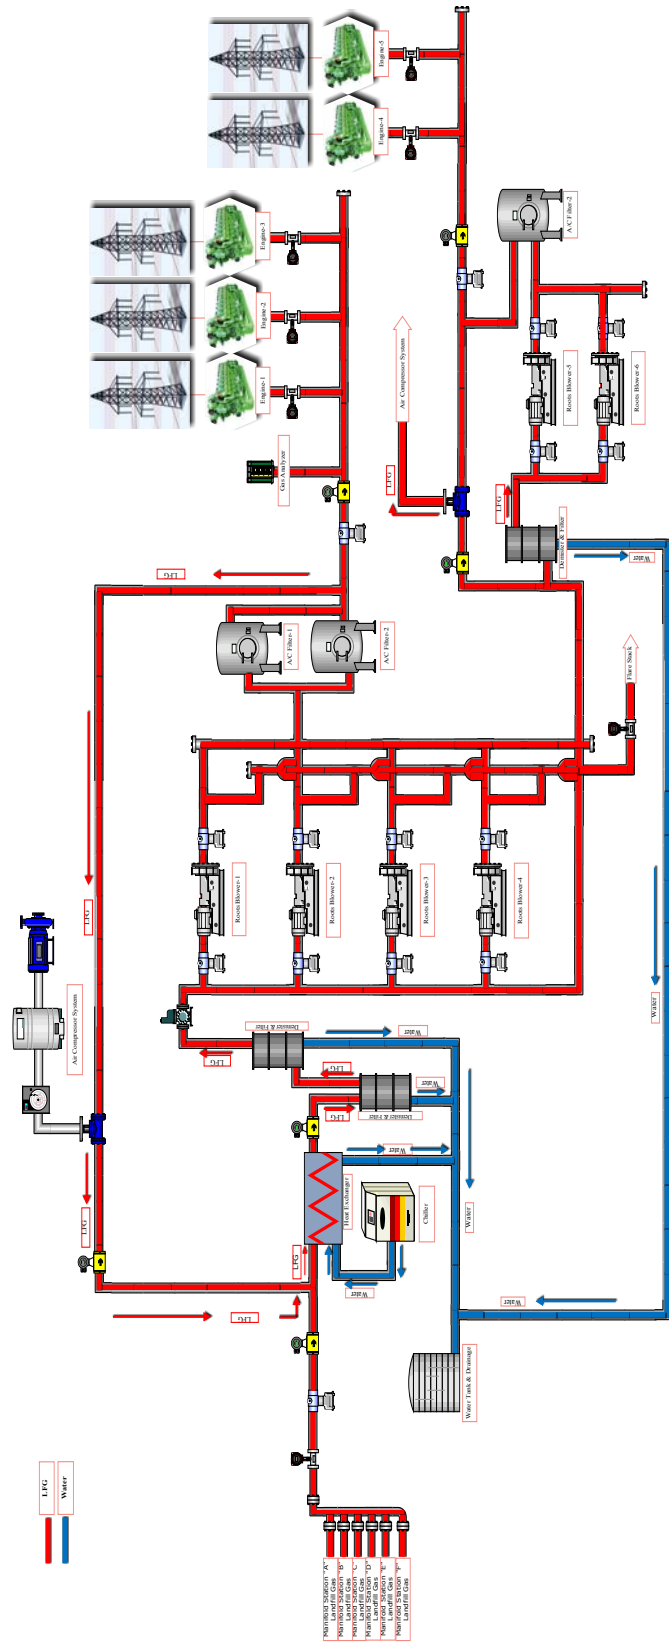 Engine-5
Engine-4
A/C Filter-2
Engine-3
Engine-2
Engine-1
Air Compressor System
Roots Blower-5
Roots Blower-6
Gas Analyzer
LFG
LFG
Demister & Filter
Water
LFG
A/C Filter-1
A/C Filter-2
Flare Stack
Roots Blower-1
Roots Blower-2
Roots Blower-3
Roots Blower-4
LFG
Air Compressor System
Water
Demister & Filter
Water
LFG
LFG
Water
LFG
Demister & Filter
Water
Heat Exchanger
Chiller
Water
LFG
LFG
Water
Water
LFG
Water Tank & Drainage
LFG
Water
Manifold Station "A"
Landfill Gas
Manifold Station "B"
Landfill Gas
Manifold Station "C
Landfill Gas
Manifold Station "D"
Landfill Gas
Manifold Station "E"
Landfill Gas
Manifold Station "F"
Landfill Gas